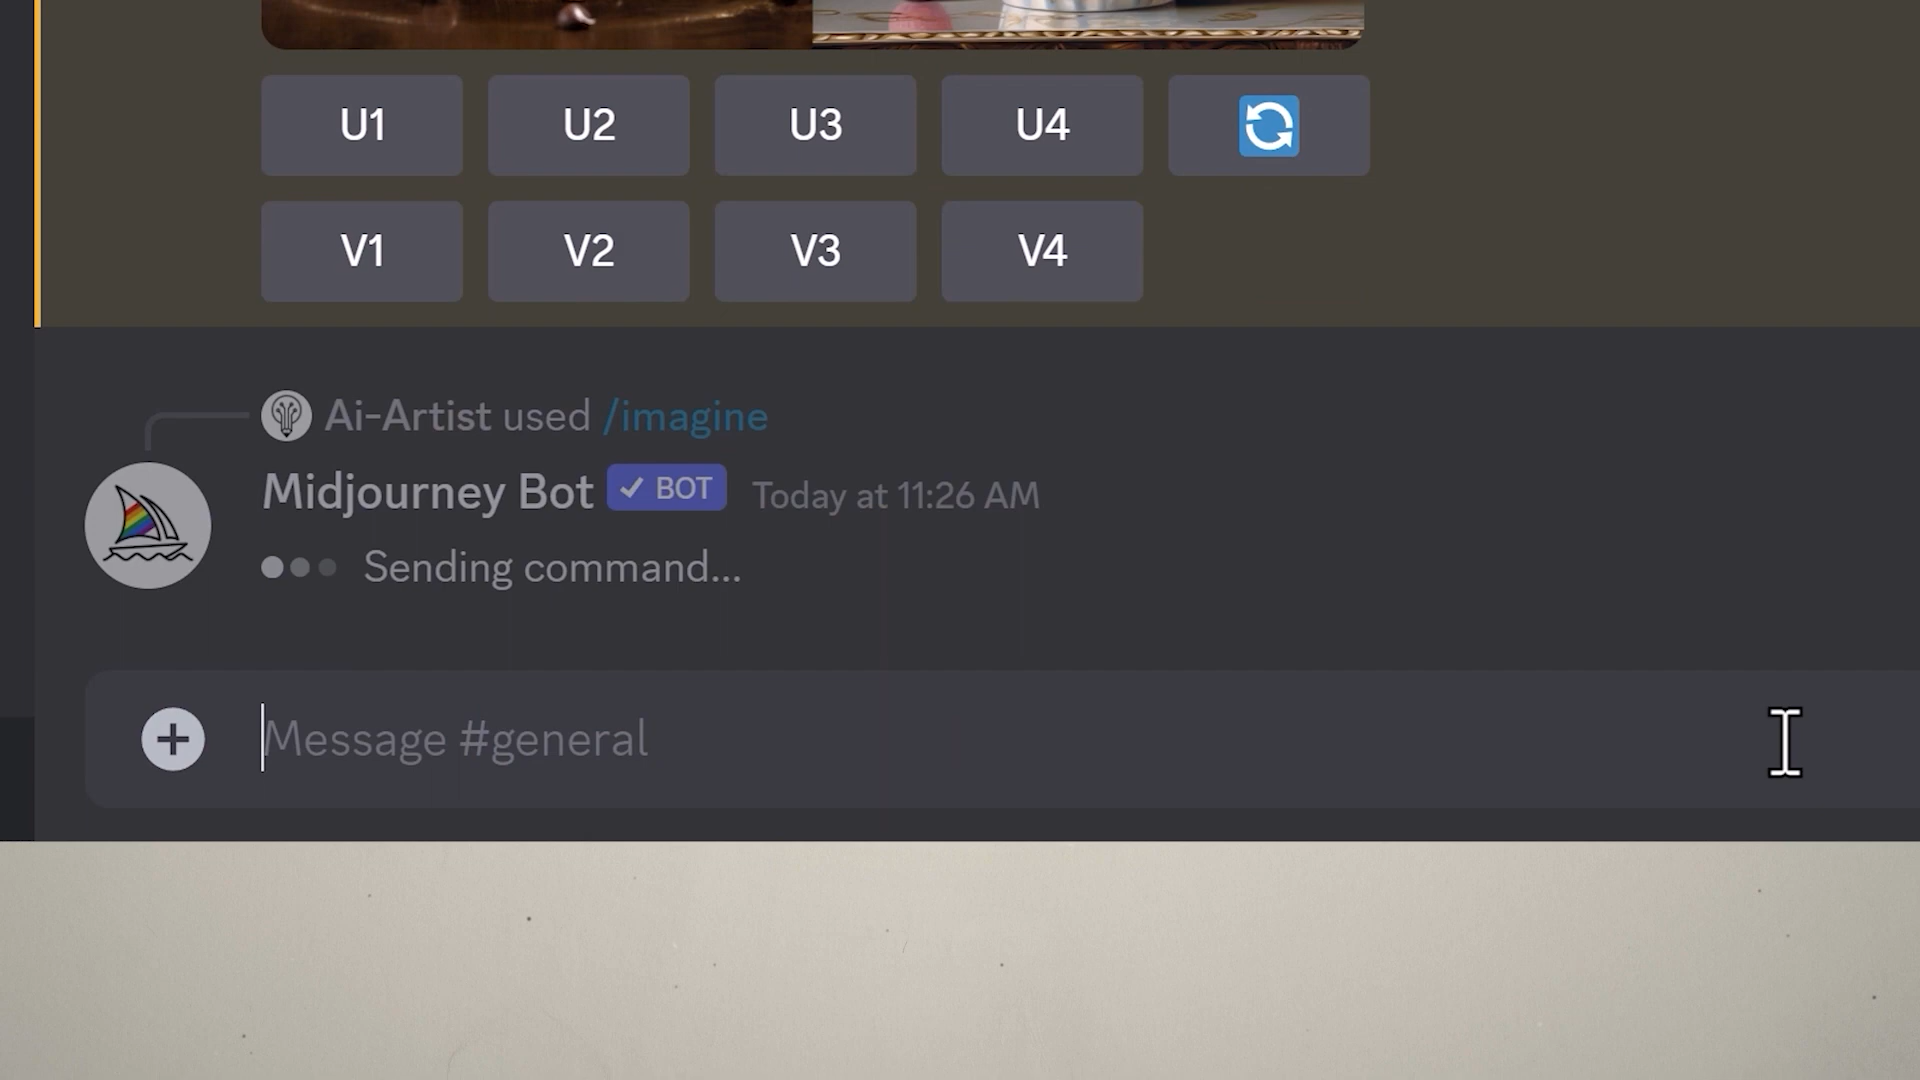 U1 U2 U3 U4
V1 V2 V3 V4
Ai-Artist used /imagine
Midjourney Bot BOT Today at 11:26 AM
Sending command...
Message #general